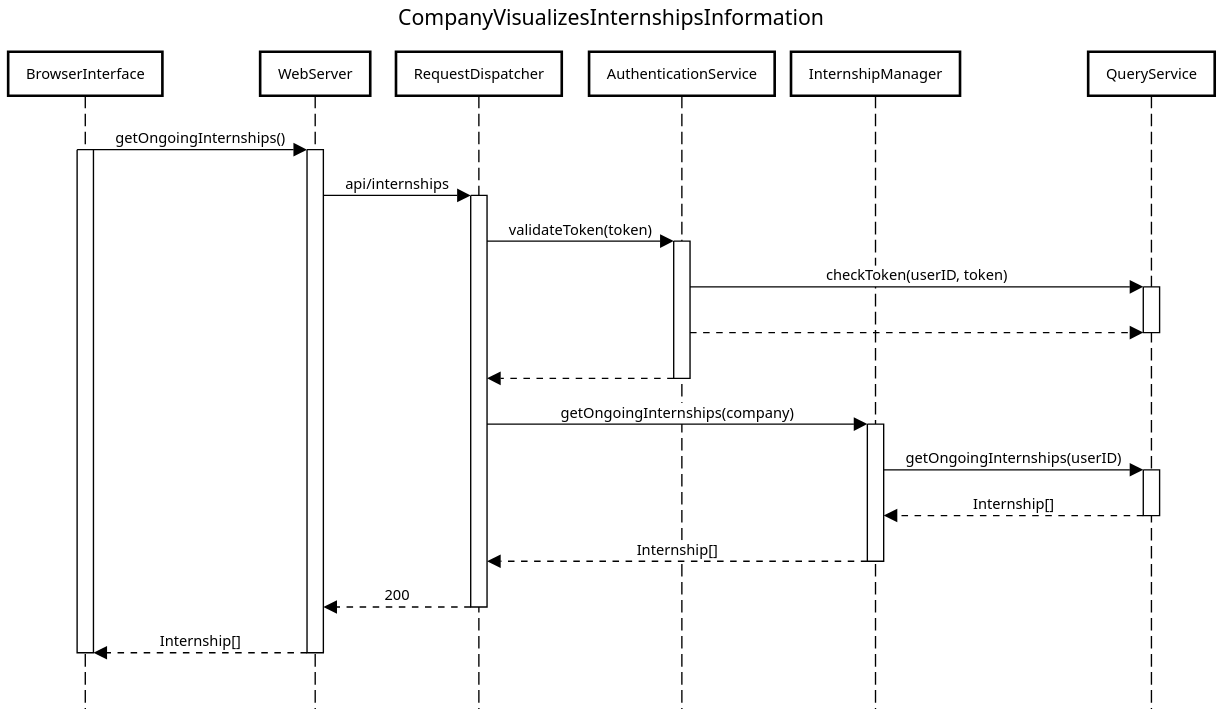 CompanyVisualizesInternshipsInformation
BrowserInterface
WebServer
RequestDispatcher
AuthenticationService
InternshipManager
QueryService
getOngoingInternships()
api/internships
validateToken(token)
checkToken(userID, token)
getOngoingInternships(company)
getOngoingInternships(userID)
Internship[]
Internship[]
200
Internship[]